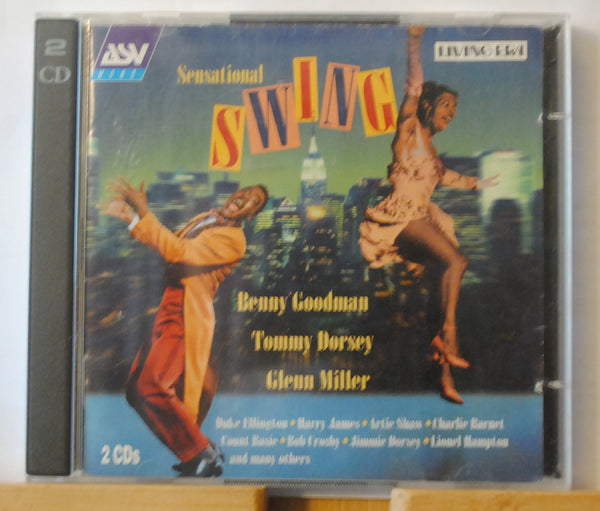 2
CD
ASV
LIVING ERA
Sensational
SWING
Benny Goodman
Tommy Dorsey
Glenn Miller
Duke Ellington • Harry James • Artie Shaw • Charlie Barnet
Count Basie • Bob Crosby • Jimmie Dorsey • Lionel Hampton
and many others
2 CDs